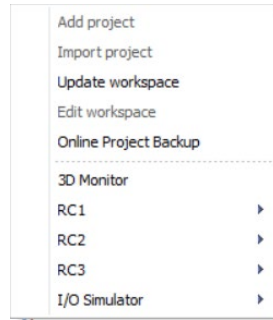 Add project
Import project
Update workspace
Edit workspace
Online Project Backup
3D Monitor
RC1
RC2
RC3
I/O Simulator